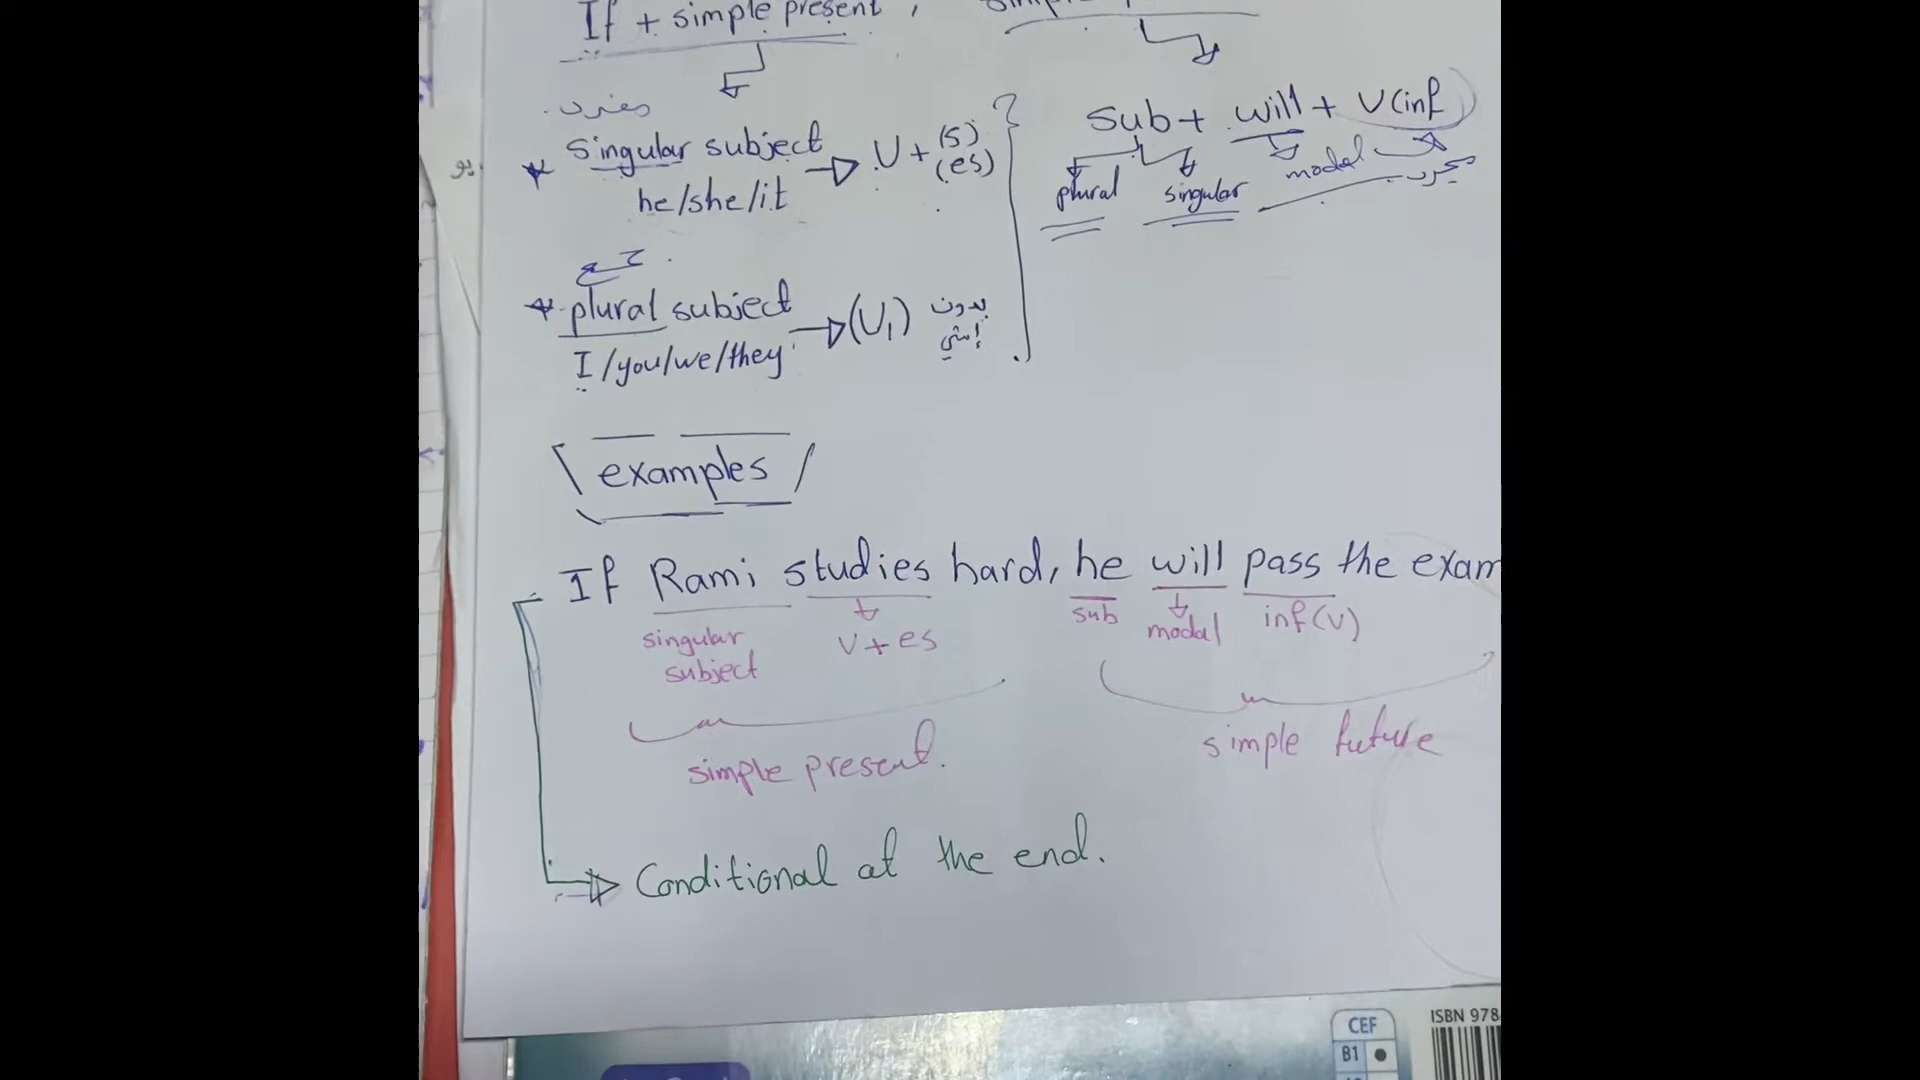 If + simple present ,
مفرد
* singular subject → V + (s) (es)
he/she/it
sub + will + V(inf)
plural singular model مجرد
جمع
* plural subject → (V1) بدون إشي
I/you/we/they
examples
If Rami studies hard, he will pass the exam
singular subject V + es sub modal inf(v)
simple present. simple future
Conditional at the end.
CEF
B1
ISBN 978